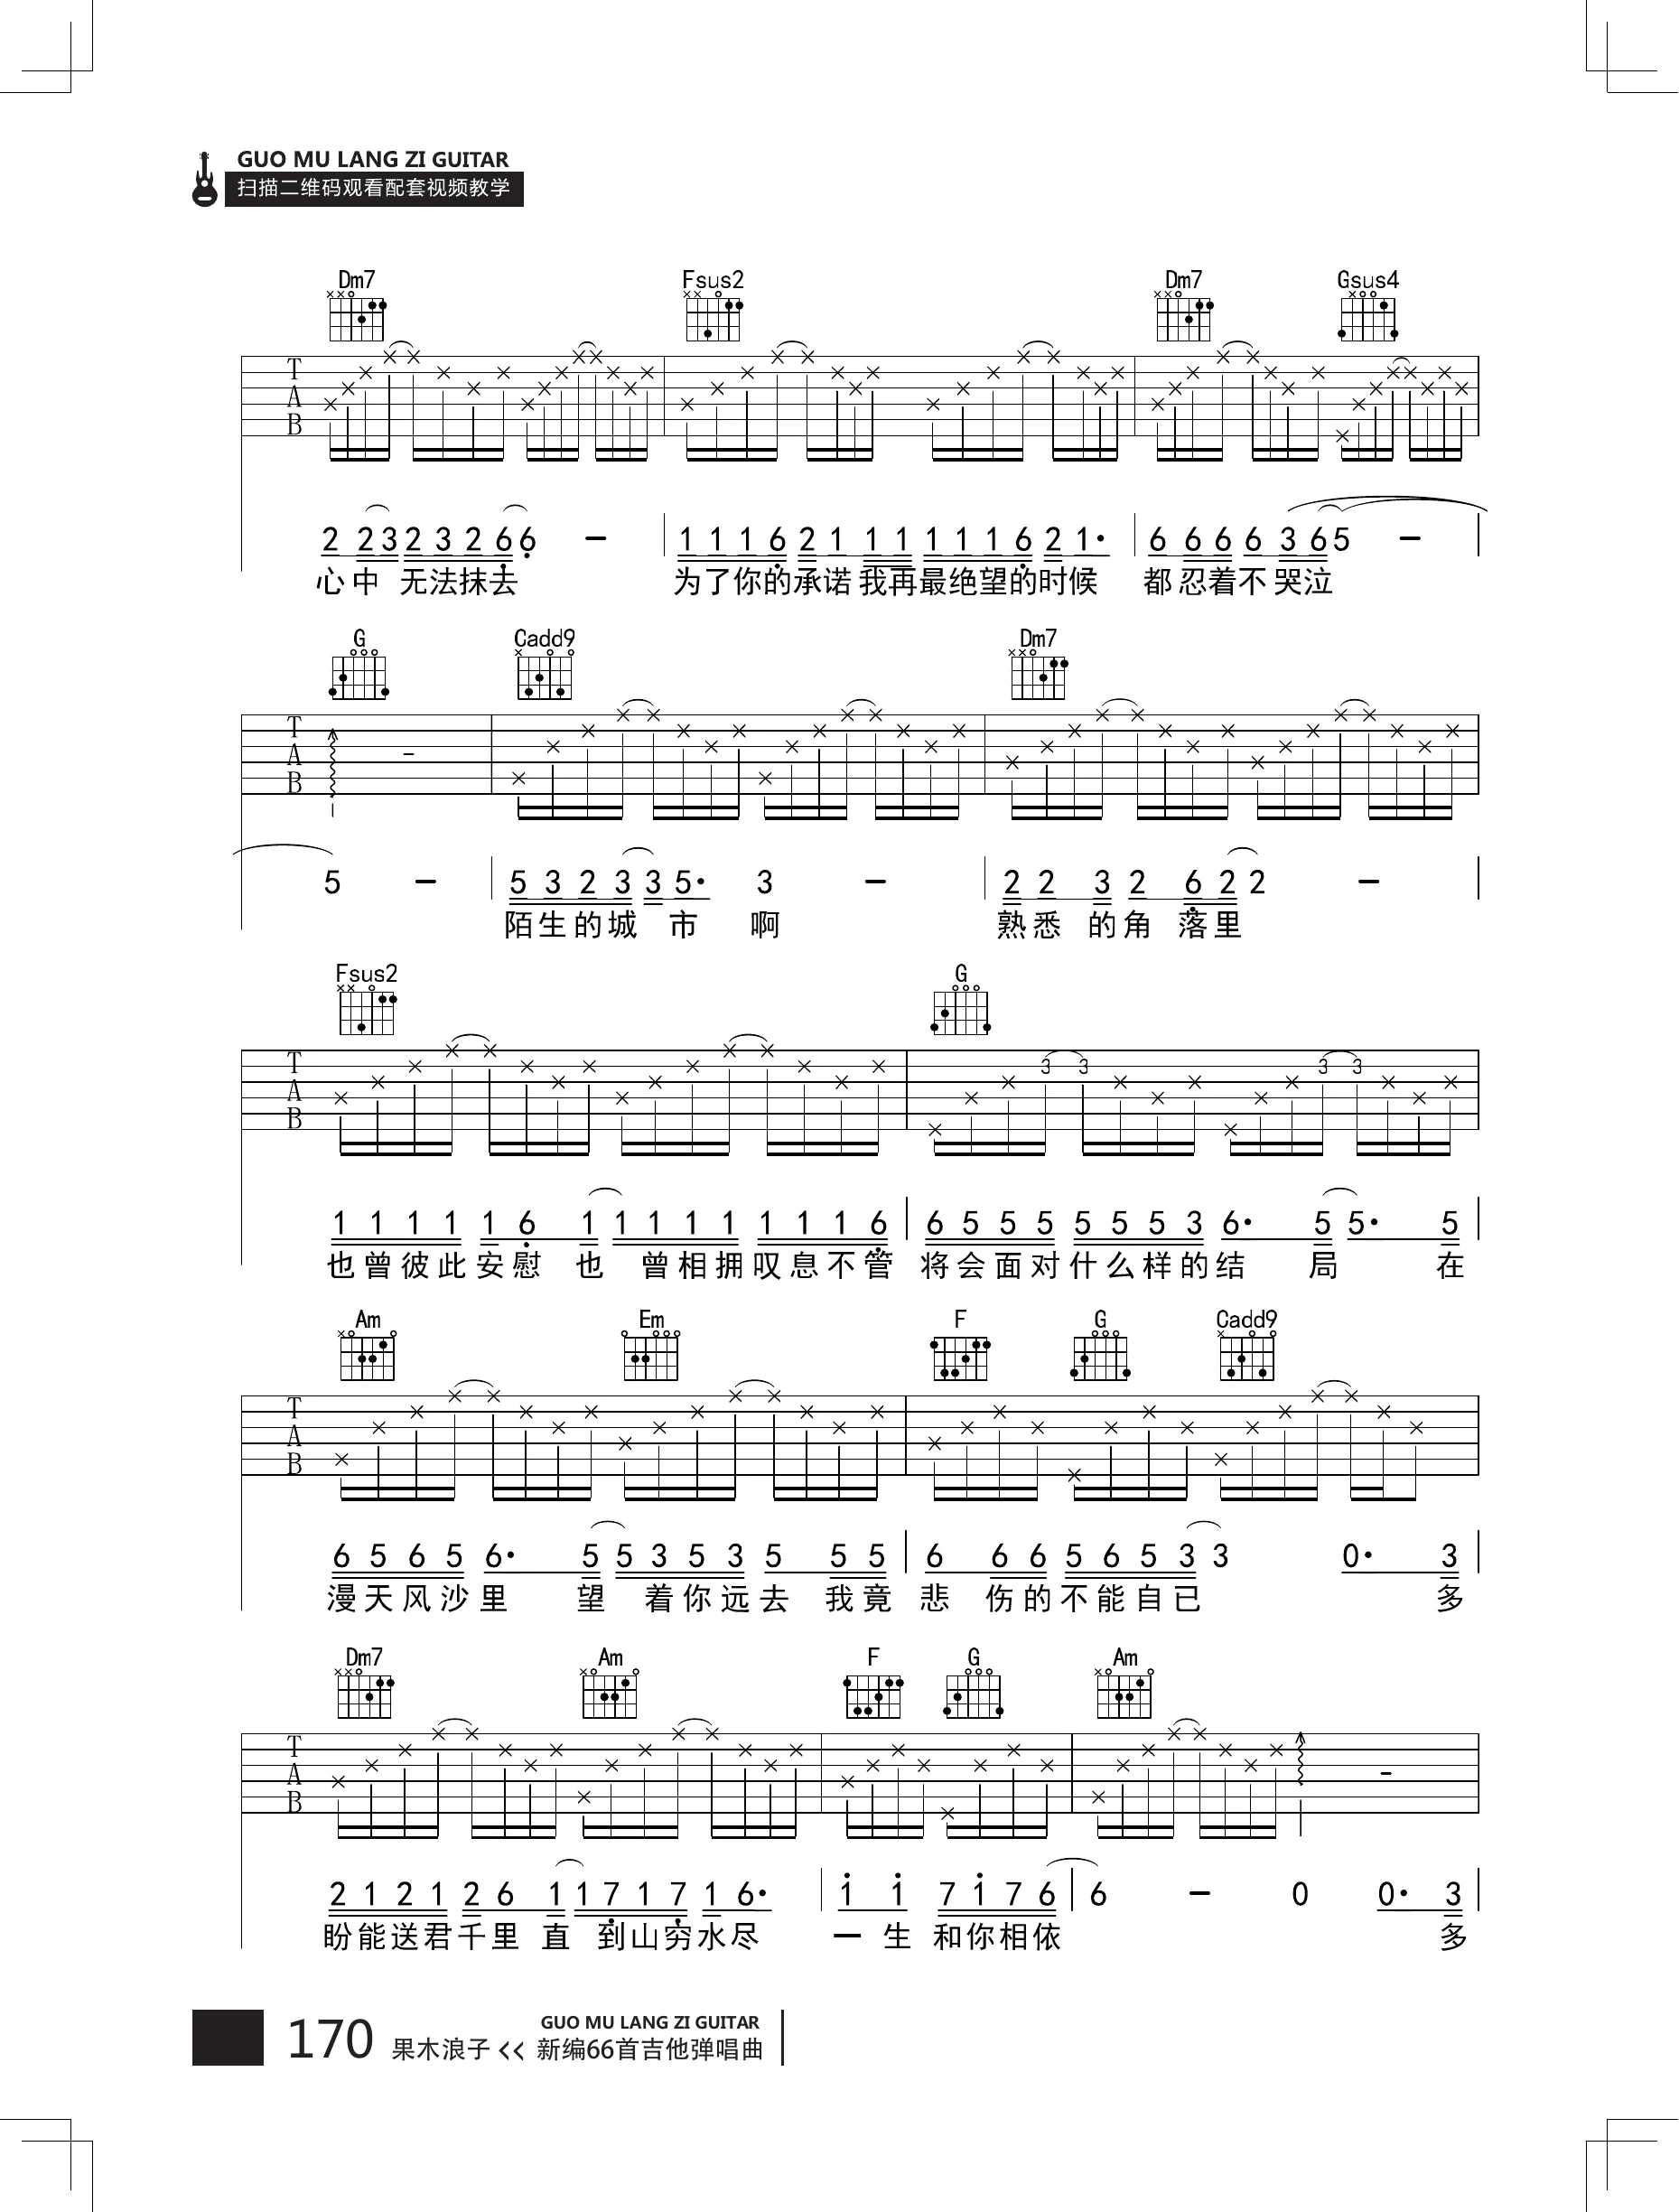 GUO MU LANG ZI GUITAR
扫描二维码观看配套视频教学
Dm7 Fsus2 Dm7 Gsus4
T
A
B
2 2 3 2 3 2 6 6 – 1 1 1 6 2 1 1 1 1 1 1 6 2 1· 6 6 6 6 3 6 5 –
心中 无法抹去 为了你的承诺我再最绝望的时候 都忍着不哭泣
G Cadd9 Dm7
T
A
B
5 – 5 3 2 3 3 5· 3 – 2 2 3 2 6 2 2 –
陌生的城 市 啊 熟悉 的角 落里
Fsus2 G
T 3 3 3 3
A
B
1 1 1 1 1 6 1 1 1 1 1 1 1 1 6 6 5 5 5 5 5 5 3 6· 5 5· 5
也曾彼此安慰 也 曾相拥叹息不管 将会面对什么样的结 局 在
Am Em F G Cadd9
T
A
B
6 5 6 5 6· 5 5 3 5 3 5 5 5 6 6 6 5 6 5 3 3 0· 3
漫天风沙里 望 着你远去 我竟 悲 伤的不能自已 多
Dm7 Am F G Am
T
A
B
2 1 2 1 2 6 1 1 7 1 7 1 6· 1 1 7 1 7 6 6 – 0 0· 3
盼能送君千里 直 到山穷水尽 一 生 和你相依 多
170 果木浪子 << GUO MU LANG ZI GUITAR
新编66首吉他弹唱曲